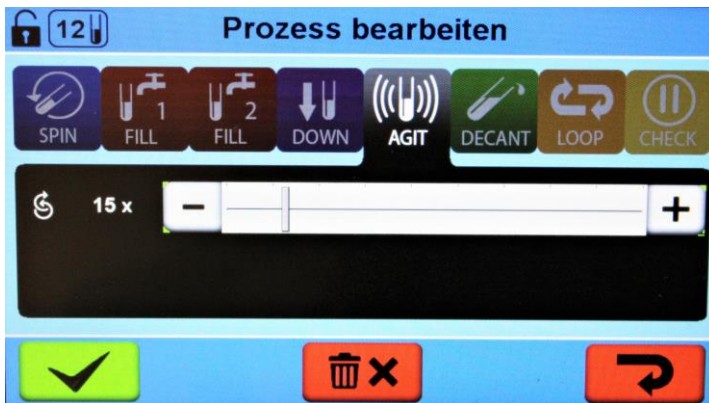 12
Prozess bearbeiten
SPIN
1
FILL
2
FILL
DOWN
AGIT
DECANT
LOOP
CHECK
15 x